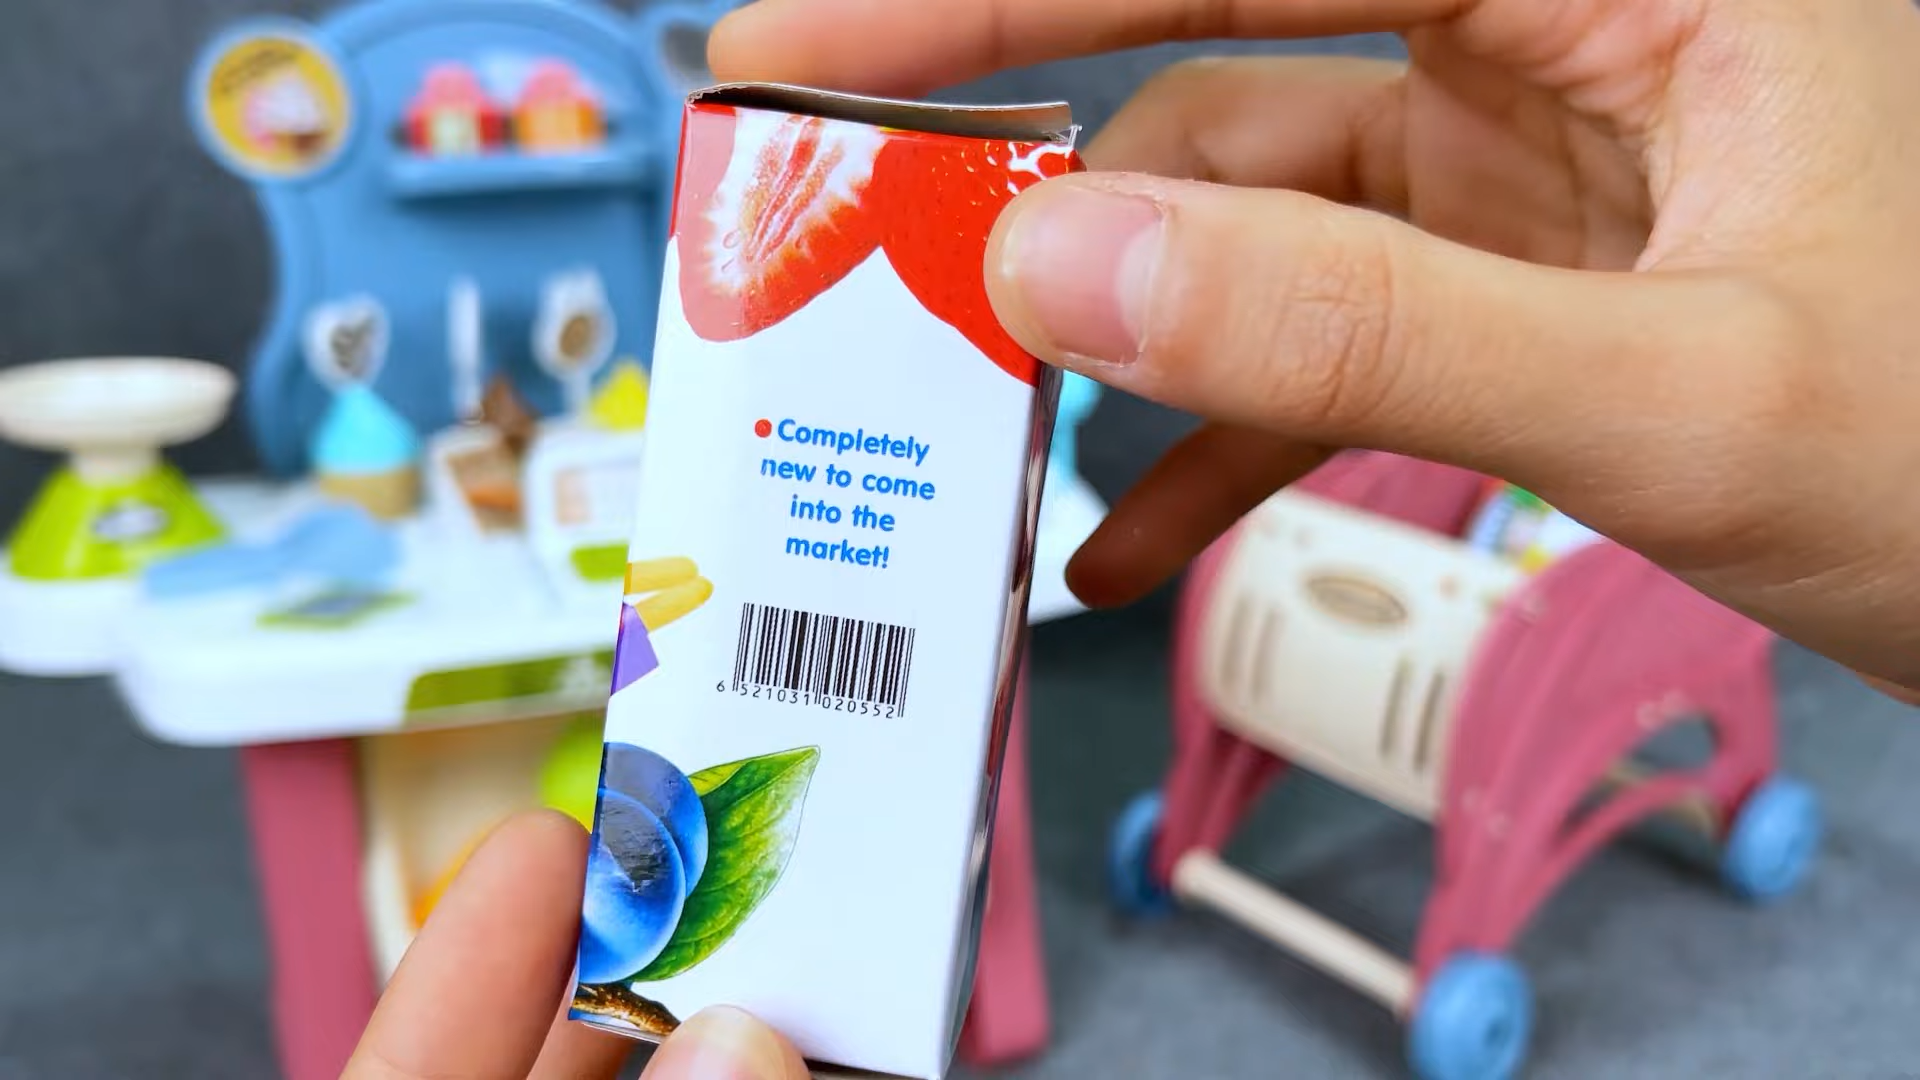 Completely
new to come
into the
market!
6 521031 020552